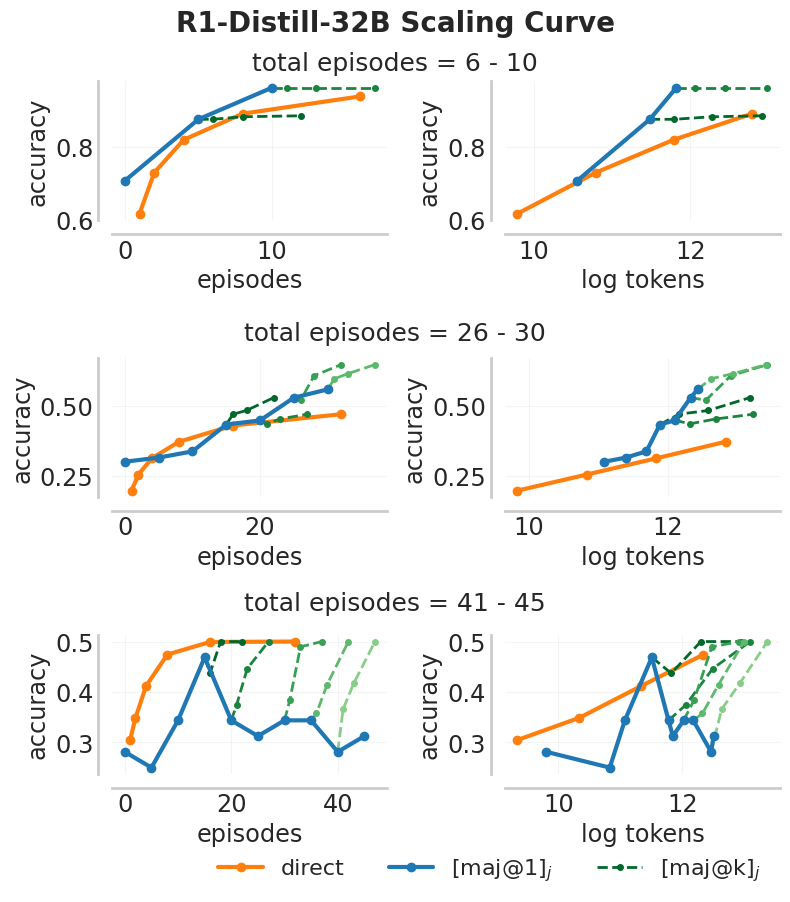 R1-Distill-32B Scaling Curve
total episodes = 6 - 10
accuracy
0.8
0.6
0
10
episodes
accuracy
0.8
0.6
10
12
log tokens
total episodes = 26 - 30
accuracy
0.50
0.25
0
20
episodes
accuracy
0.50
0.25
10
12
log tokens
total episodes = 41 - 45
accuracy
0.5
0.4
0.3
0
20
40
episodes
accuracy
0.5
0.4
0.3
10
12
log tokens
direct
[maj@1]j
[maj@k]j